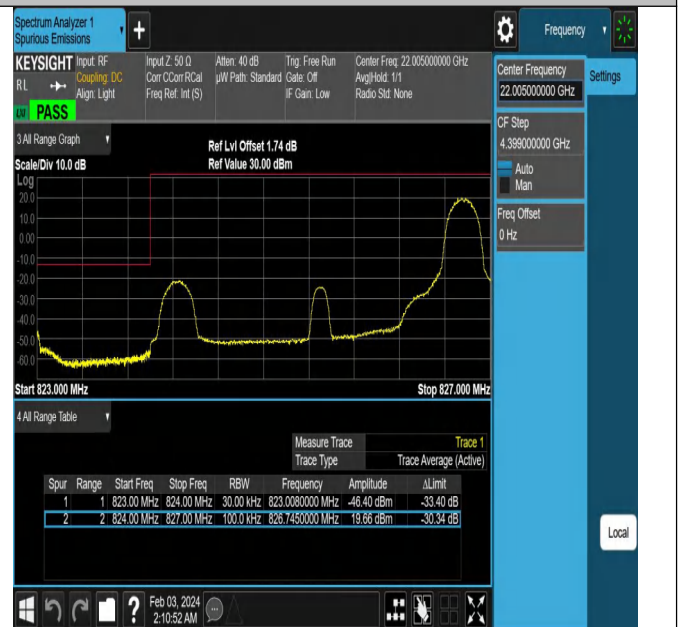 Spectrum Analyzer 1
Spurious Emissions
Frequency
KEYSIGHT
Input: RF
Input Z: 50 Ω
Atten: 40 dB
Trig: Free Run
Center Freq: 22.005000000 GHz
RL
Coupling: DC
Corr CCorr RCal
µW Path: Standard
Gate: Off
Avg|Hold: 1/1
Align: Light
Freq Ref: Int (S)
IF Gain: Low
Radio Std: None
PASS
Center Frequency
22.005000000 GHz
Settings
CF Step
4.399000000 GHz
Auto
Man
Freq Offset
0 Hz
3 All Range Graph
Ref Lvl Offset 1.74 dB
Scale/Div 10.0 dB
Ref Value 30.00 dBm
Log
20.0
10.0
0.00
-10.0
-20.0
-30.0
-40.0
-50.0
-60.0
Start 823.000 MHz
Stop 827.000 MHz
4 All Range Table
Measure Trace Trace 1
Trace Type Trace Average (Active)
Spur Range Start Freq Stop Freq RBW Frequency Amplitude ΔLimit
1 1 823.00 MHz 824.00 MHz 30.00 kHz 823.0080000 MHz -46.40 dBm -33.40 dB
2 2 824.00 MHz 827.00 MHz 100.0 kHz 826.7450000 MHz 19.66 dBm -30.34 dB
Local
?
Feb 03, 2024
2:10:52 AM